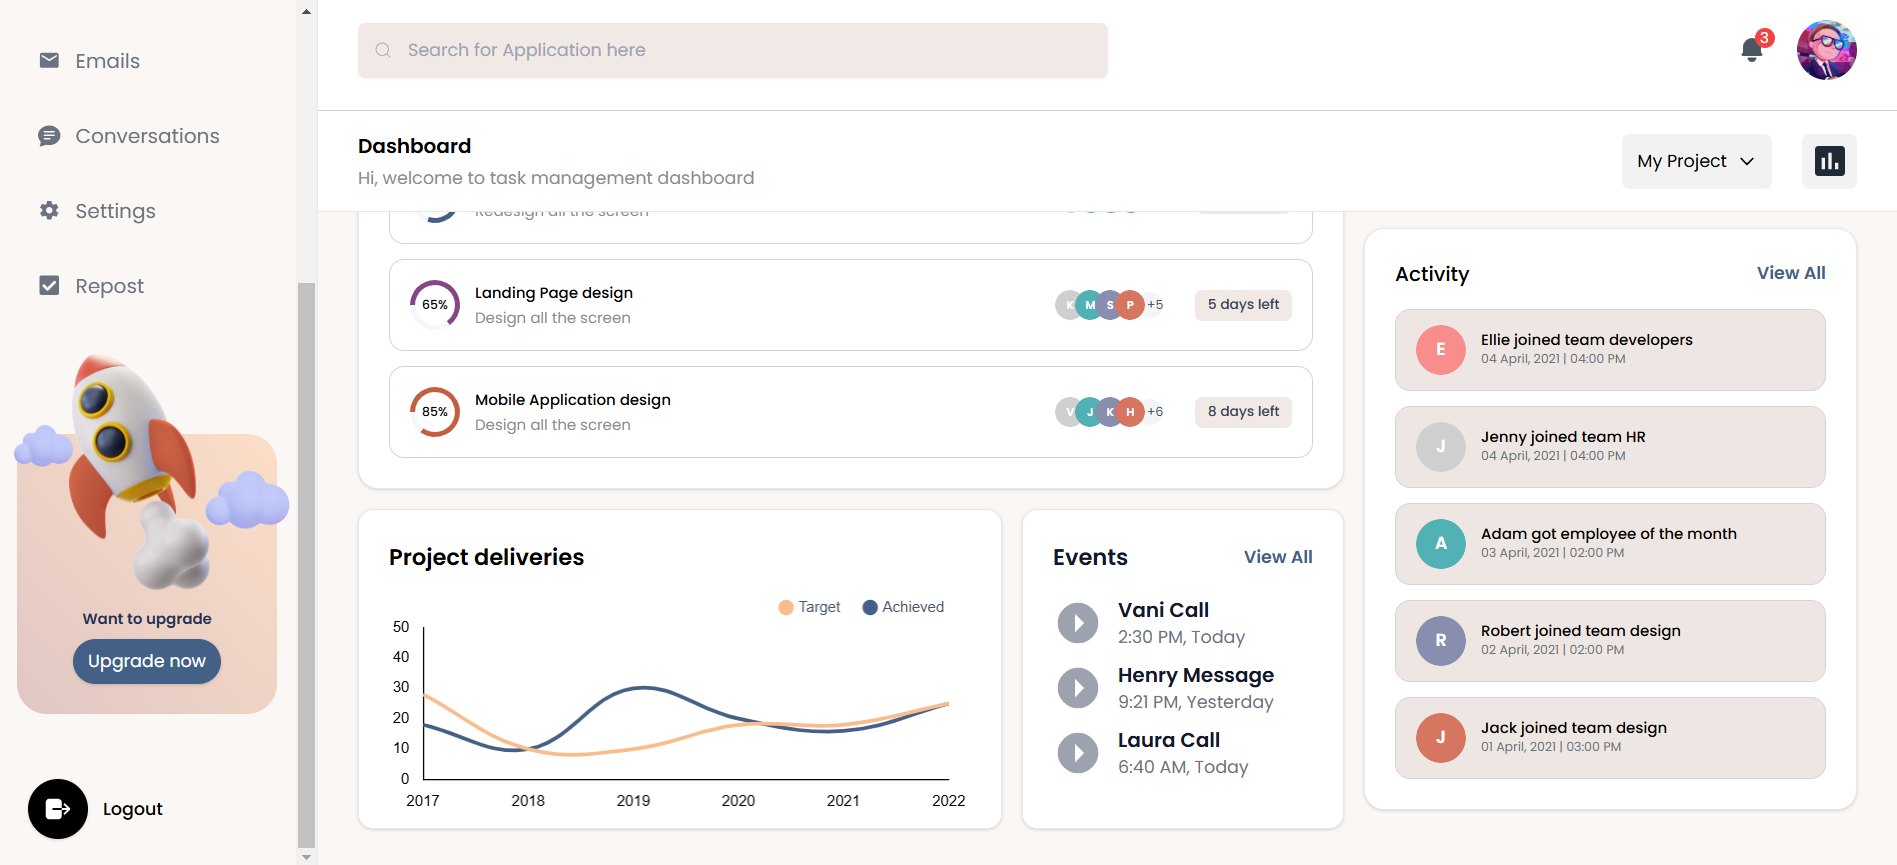 Emails
Conversations
Settings
Repost
Want to upgrade
Upgrade now
Logout
Search for Application here
3
Dashboard
Hi, welcome to task management dashboard
My Project
Redesign all the screen
65%
Landing Page design
Design all the screen
K M S P +5
5 days left
85%
Mobile Application design
Design all the screen
V J K H +6
8 days left
Project deliveries
Target Achieved
50
40
30
20
10
0
2017 2018 2019 2020 2021 2022
Events
View All
Vani Call
2:30 PM, Today
Henry Message
9:21 PM, Yesterday
Laura Call
6:40 AM, Today
Activity
View All
E
Ellie joined team developers
04 April, 2021 | 04:00 PM
J
Jenny joined team HR
04 April, 2021 | 04:00 PM
A
Adam got employee of the month
03 April, 2021 | 02:00 PM
R
Robert joined team design
02 April, 2021 | 02:00 PM
J
Jack joined team design
01 April, 2021 | 03:00 PM